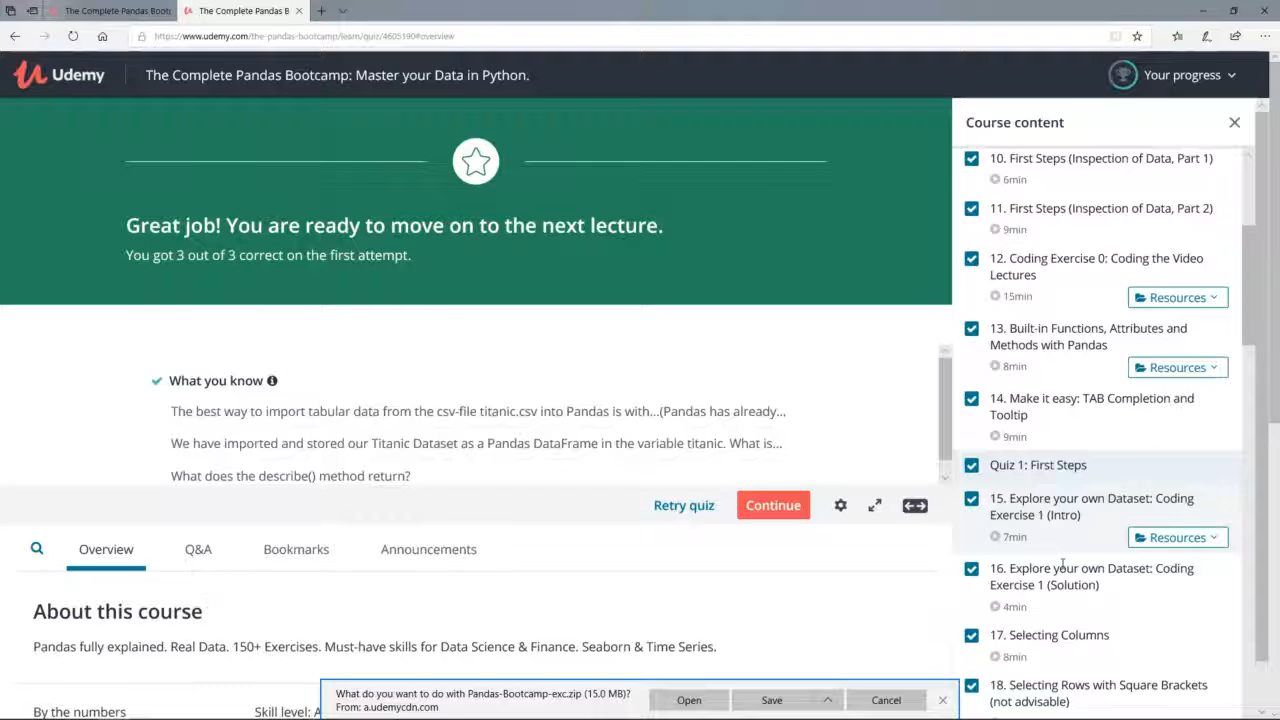 The Complete Pandas Boot
The Complete Pandas B
https://www.udemy.com/the-pandas-bootcamp/learn/quiz/4605190#overview
Udemy
The Complete Pandas Bootcamp: Master your Data in Python.
Your progress
Great job! You are ready to move on to the next lecture.
You got 3 out of 3 correct on the first attempt.
What you know
The best way to import tabular data from the csv-file titanic.csv into Pandas is with...(Pandas has already...
We have imported and stored our Titanic Dataset as a Pandas DataFrame in the variable titanic. What is...
What does the describe() method return?
Retry quiz
Continue
Overview
Q&A
Bookmarks
Announcements
About this course
Pandas fully explained. Real Data. 150+ Exercises. Must-have skills for Data Science & Finance. Seaborn & Time Series.
By the numbers
Skill level: A
Course content
10. First Steps (Inspection of Data, Part 1)
6min
11. First Steps (Inspection of Data, Part 2)
9min
12. Coding Exercise 0: Coding the Video
Lectures
15min
Resources
13. Built-in Functions, Attributes and
Methods with Pandas
8min
Resources
14. Make it easy: TAB Completion and
Tooltip
9min
Quiz 1: First Steps
15. Explore your own Dataset: Coding
Exercise 1 (Intro)
7min
Resources
16. Explore your own Dataset: Coding
Exercise 1 (Solution)
4min
17. Selecting Columns
8min
18. Selecting Rows with Square Brackets
(not advisable)
What do you want to do with Pandas-Bootcamp-exc.zip (15.0 MB)?
From: a.udemycdn.com
Open
Save
Cancel